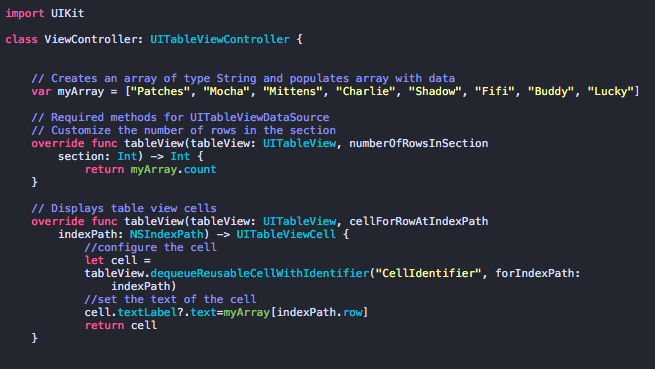 import UIKit
class ViewController: UITableViewController {
// Creates an array of type String and populates array with data
var myArray = ["Patches", "Mocha", "Mittens", "Charlie", "Shadow", "Fifi", "Buddy", "Lucky"]
// Required methods for UITableViewDataSource
// Customize the number of rows in the section
override func tableView(tableView: UITableView, numberOfRowsInSection
section: Int) -> Int {
return myArray.count
}
// Displays table view cells
override func tableView(tableView: UITableView, cellForRowAtIndexPath
indexPath: NSIndexPath) -> UITableViewCell {
//configure the cell
let cell =
tableView.dequeueReusableCellWithIdentifier("CellIdentifier", forIndexPath:
indexPath)
//set the text of the cell
cell.textLabel?.text=myArray[indexPath.row]
return cell
}